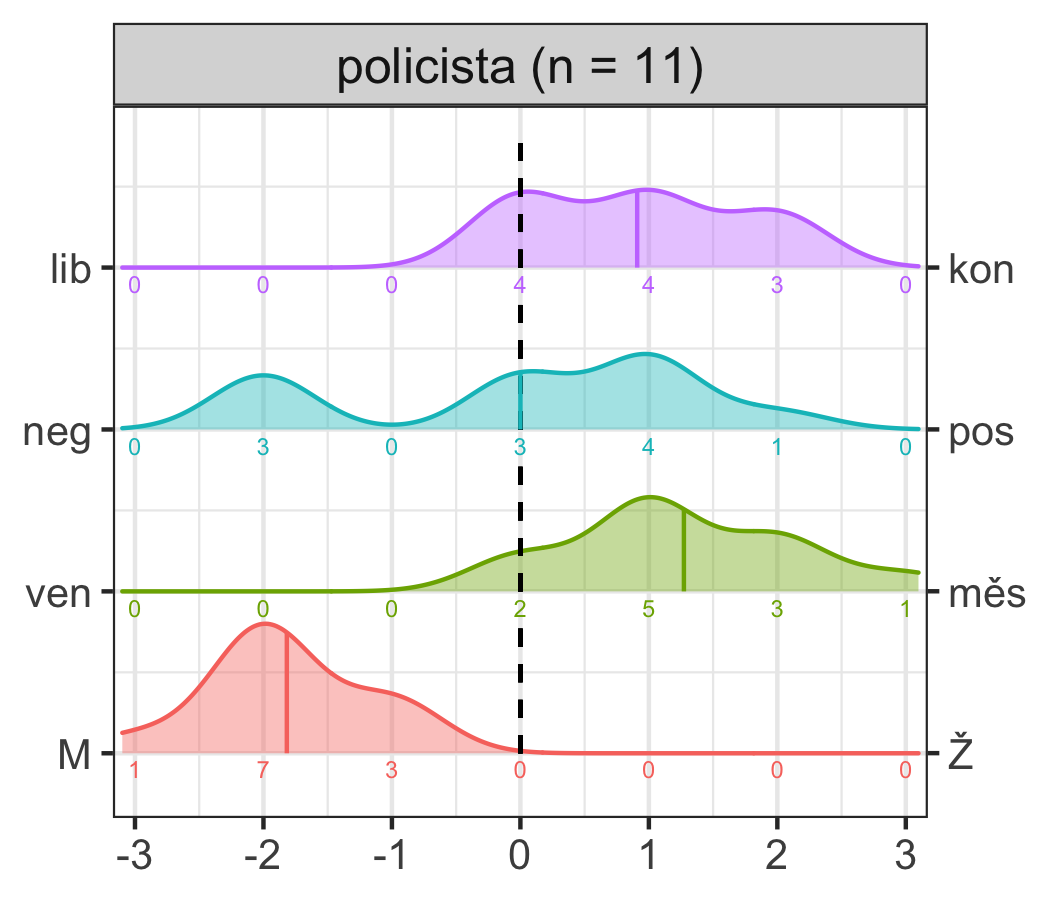 policista (n = 11)
lib kon
0 0 0 4 4 3 0
neg pos
0 3 0 3 4 1 0
ven měs
0 0 0 2 5 3 1
M Ž
1 7 3 0 0 0 0
-3 -2 -1 0 1 2 3